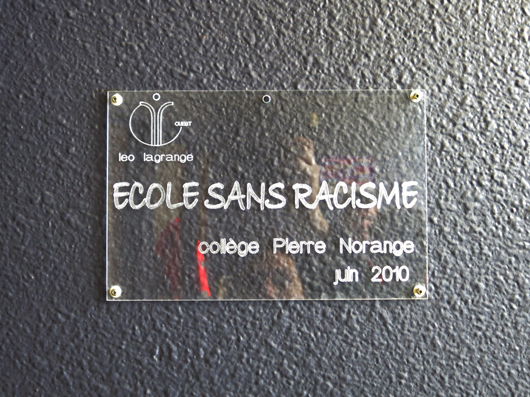 OUEST
leo lagrange
ECOLE SANS RACISME
collège Pierre Norange
juin 2010